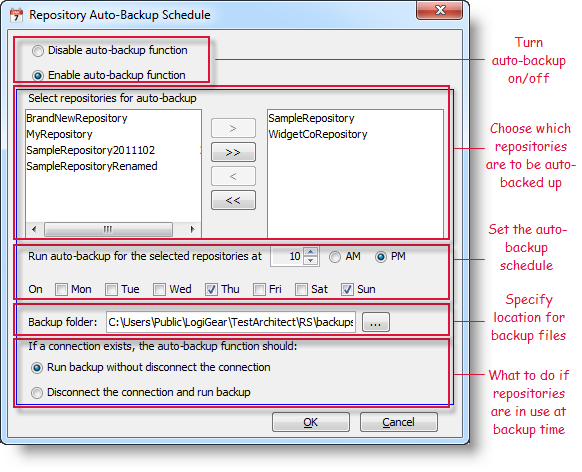 Repository Auto-Backup Schedule
Disable auto-backup function
Enable auto-backup function
Turn
auto-backup
on/off
Select repositories for auto-backup
BrandNewRepository
MyRepository
SampleRepository2011102
SampleRepositoryRenamed
>
>>
<
<<
SampleRepository
WidgetCoRepository
Choose which
repositories
are to be auto-
backed up
Run auto-backup for the selected repositories at 10 AM PM
On Mon Tue Wed Thu Fri Sat Sun
Set the auto-
backup
schedule
Backup folder: C:\Users\Public\LogiGear\TestArchitect\RS\backups ...
Specify
location for
backup files
If a connection exists, the auto-backup function should:
Run backup without disconnect the connection
Disconnect the connection and run backup
What to do if
repositories
are in use at
backup time
OK Cancel